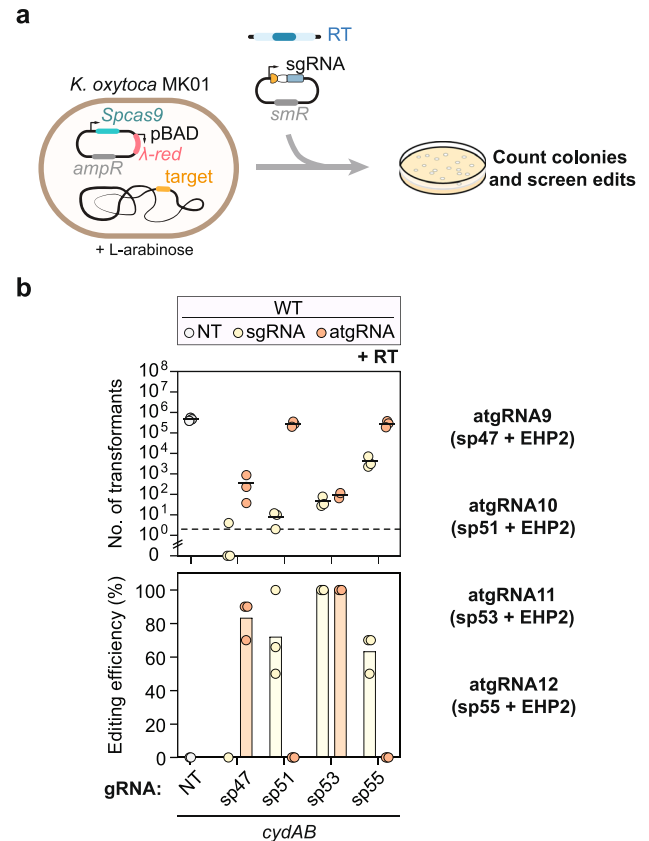 a
RT
sgRNA
smR
K. oxytoca MK01
Spcas9
pBAD
λ-red
ampR
target
+ L-arabinose
Count colonies
and screen edits
b
WT
NT sgRNA atgRNA
+ RT
No. of transformants
10⁸
10⁷
10⁶
10⁵
10⁴
10³
10²
10⁰
0
Editing efficiency (%)
100
80
60
40
20
0
gRNA:
NT sp47 sp51 sp53 sp55
cydAB
atgRNA9
(sp47 + EHP2)
atgRNA10
(sp51 + EHP2)
atgRNA11
(sp53 + EHP2)
atgRNA12
(sp55 + EHP2)